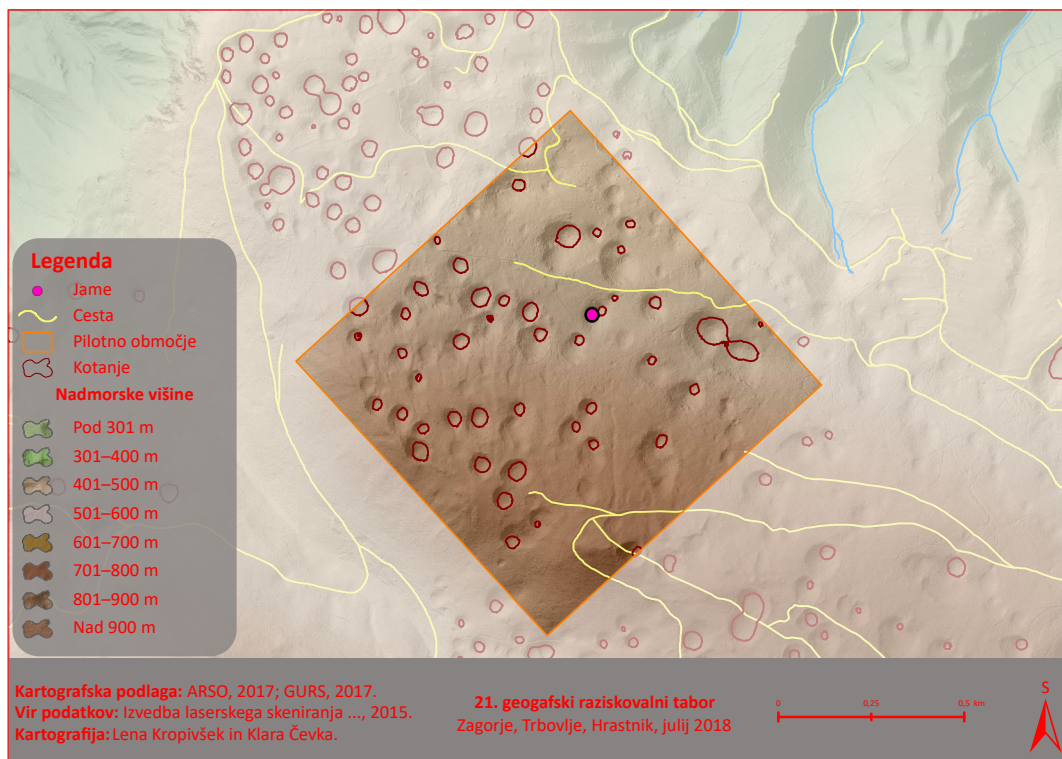 Legenda
Jame
Cesta
Pilotno območje
Kotanje
Nadmorske višine
Pod 301 m
301–400 m
401–500 m
501–600 m
601–700 m
701–800 m
801–900 m
Nad 900 m
Kartografska podlaga: ARSO, 2017; GURS, 2017.
Vir podatkov: Izvedba laserskega skeniranja ..., 2015.
Kartografija: Lena Kropivšek in Klara Čevka.
21. geogafski raziskovalni tabor
Zagorje, Trbovlje, Hrastnik, julij 2018
0 0,25 0,5 km
S